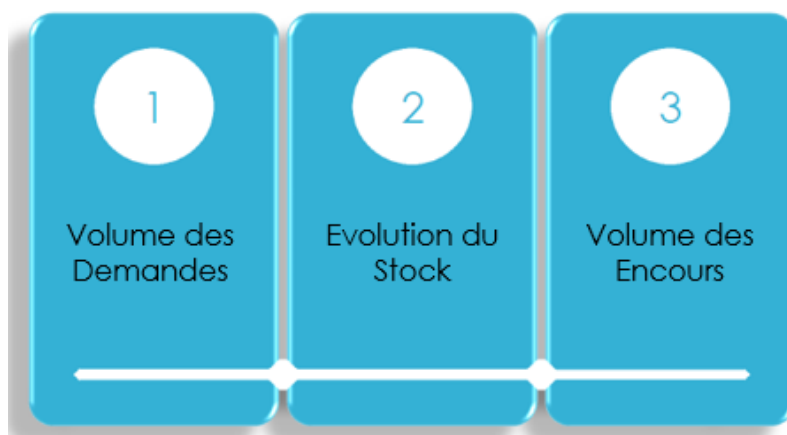 1
Volume des
Demandes
2
Evolution du
Stock
3
Volume des
Encours